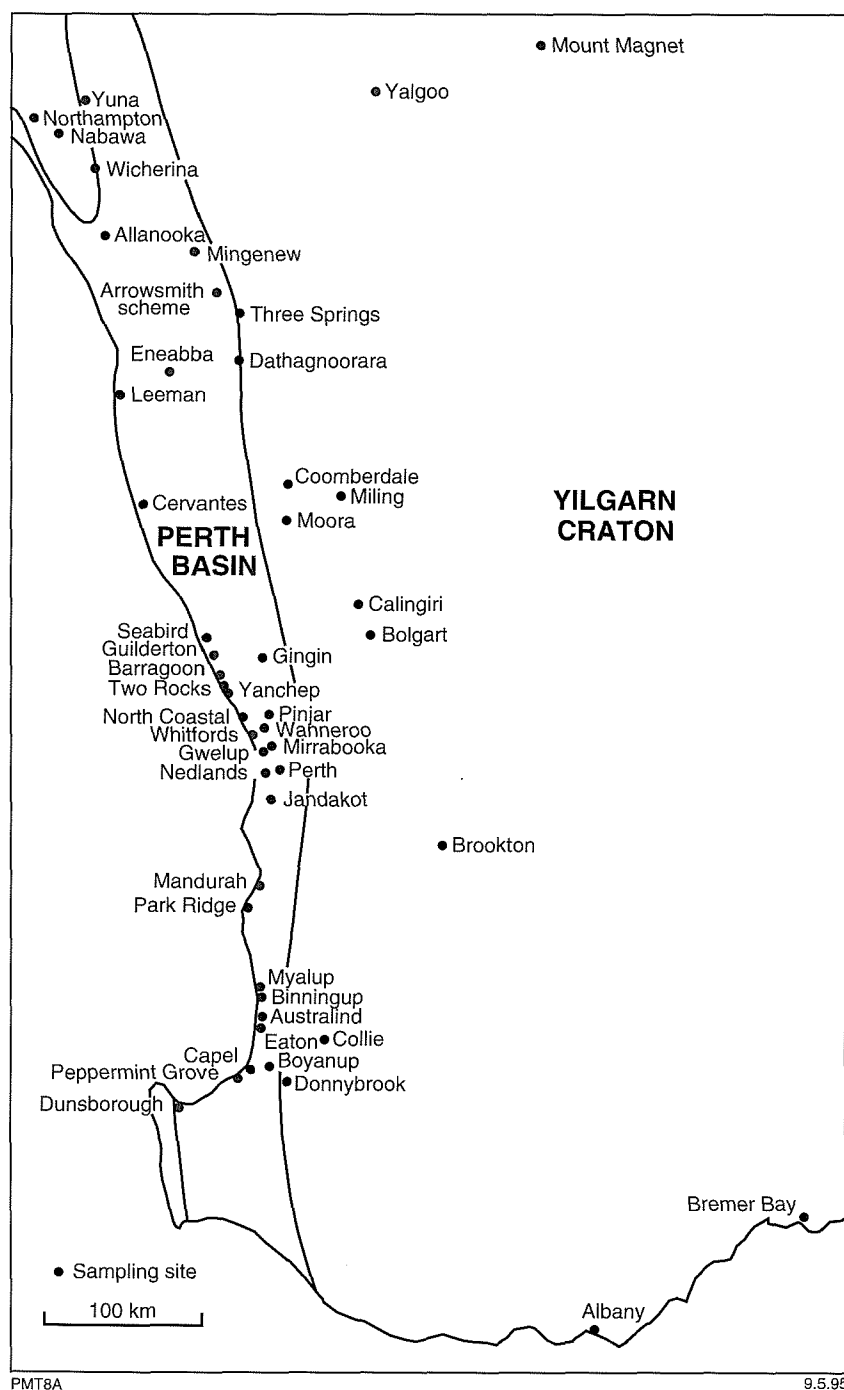 Mount Magnet
Yalgoo
Yuna
Northampton
Nabawa
Wicherina
Allanooka
Mingenew
Arrowsmith
scheme
Three Springs
Eneabba
Dathagnoorara
Leeman
Coomberdale
Miling
Cervantes
Moora
YILGARN
CRATON
PERTH
BASIN
Calingiri
Bolgart
Seabird
Guilderton
Gingin
Barragoon
Two Rocks
Yanchep
North Coastal
Pinjar
Whitfords
Wanneroo
Gwelup
Mirrabooka
Nedlands
Perth
Jandakot
Brookton
Mandurah
Park Ridge
Myalup
Binningup
Australind
Eaton
Collie
Capel
Boyanup
Peppermint Grove
Donnybrook
Dunsborough
Bremer Bay
Sampling site
100 km
Albany
PMT8A
9.5.95